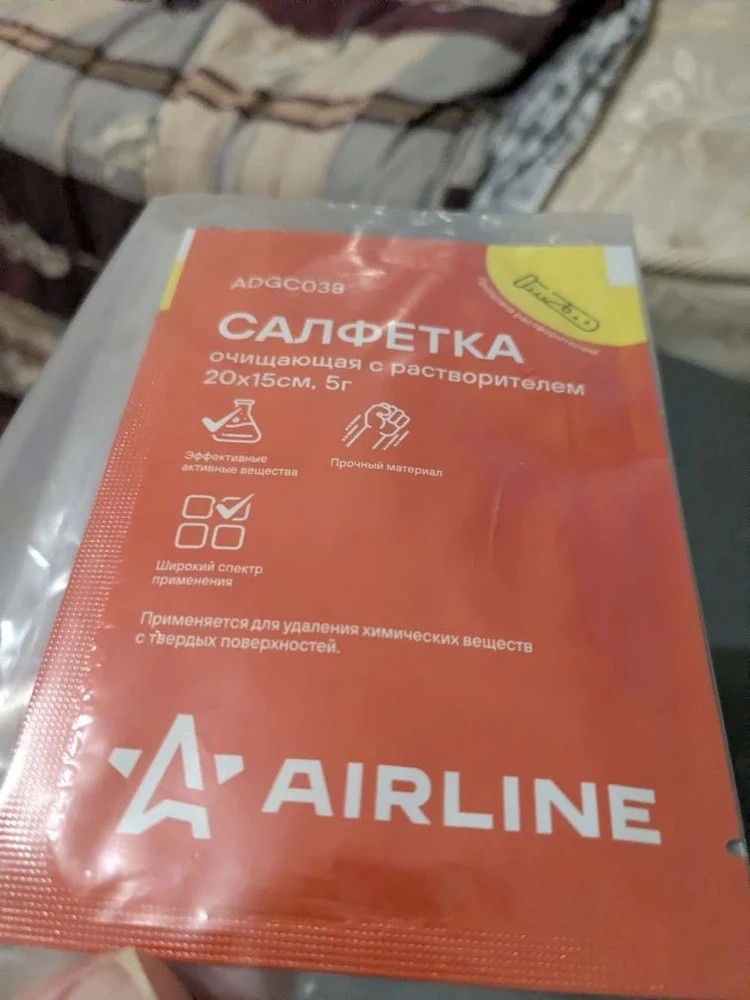 ADGC038
САЛФЕТКА
очищающая с растворителем
20х15см, 5г
Эффективные
активные вещества
Прочный материал
Широкий спектр
применения
Применяется для удаления химических веществ
с твердых поверхностей.
AIRLINE